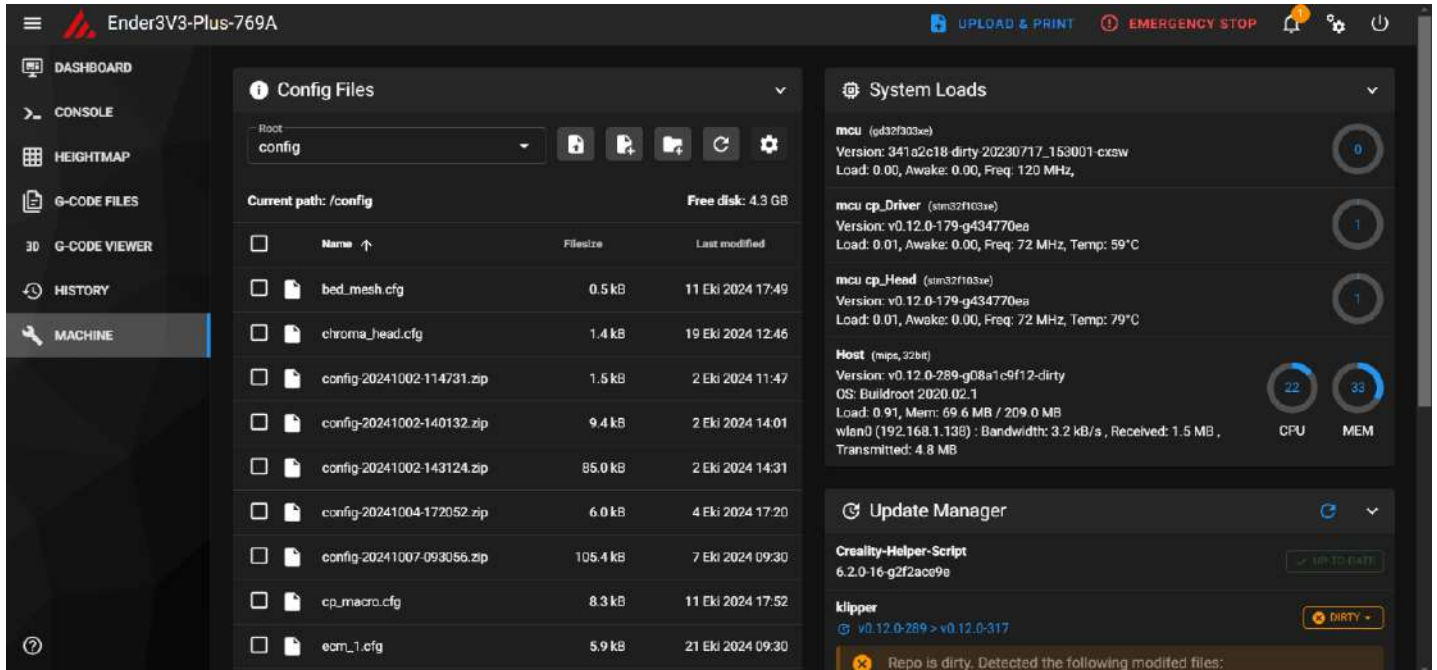 Ender3V3-Plus-769A
UPLOAD & PRINT
EMERGENCY STOP
1
DASHBOARD
CONSOLE
HEIGHTMAP
G-CODE FILES
3D G-CODE VIEWER
HISTORY
MACHINE
Config Files
Root
config
Current path: /config
Free disk: 4.3 GB
Name Filesize Last modified
bed_mesh.cfg 0.5 kB 11 Eki 2024 17:49
chroma_head.cfg 1.4 kB 19 Eki 2024 12:46
config-20241002-114731.zip 1.5 kB 2 Eki 2024 11:47
config-20241002-140132.zip 9.4 kB 2 Eki 2024 14:01
config-20241002-143124.zip 85.0 kB 2 Eki 2024 14:31
config-20241004-172052.zip 6.0 kB 4 Eki 2024 17:20
config-20241007-093056.zip 105.4 kB 7 Eki 2024 09:30
cp_macro.cfg 8.3 kB 11 Eki 2024 17:52
ecm_1.cfg 5.9 kB 21 Eki 2024 09:30
System Loads
mcu (gd32f303xe)
Version: 341a2c18-dirty-20230717_153001-cxsw
Load: 0.00, Awake: 0.00, Freq: 120 MHz,
0
mcu cp_Driver (stm32f103xe)
Version: v0.12.0-179-g434770ea
Load: 0.01, Awake: 0.00, Freq: 72 MHz, Temp: 59°C
1
mcu cp_Head (stm32f103xe)
Version: v0.12.0-179-g434770ea
Load: 0.01, Awake: 0.00, Freq: 72 MHz, Temp: 79°C
1
Host (mips, 32bit)
Version: v0.12.0-289-g08a1c9f12-dirty
OS: Buildroot 2020.02.1
Load: 0.91, Mem: 69.6 MB / 209.0 MB
wlan0 (192.168.1.138) : Bandwidth: 3.2 kB/s , Received: 1.5 MB ,
Transmitted: 4.8 MB
22 33
CPU MEM
Update Manager
Creality-Helper-Script
6.2.0-16-g2f2ace9e
UP-TO-DATE
klipper
v0.12.0-289 > v0.12.0-317
DIRTY
Repo is dirty. Detected the following modifed files: